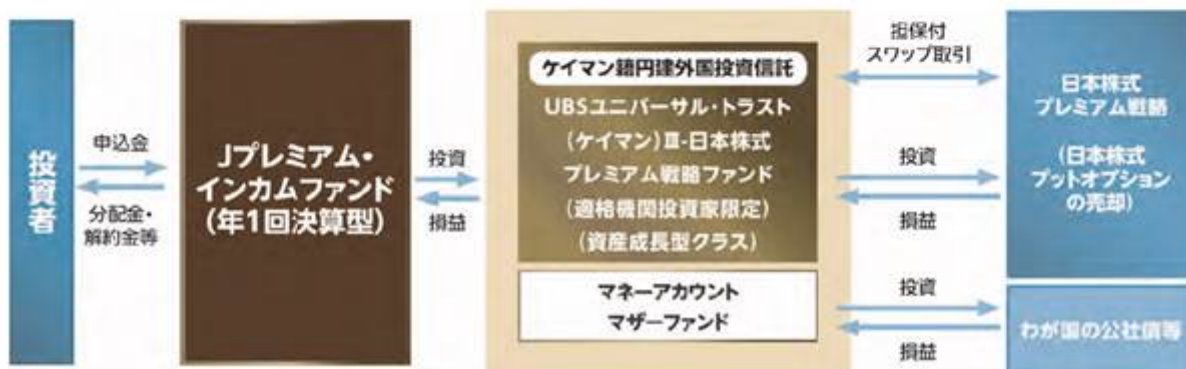 投資者
申込金
分配金・
解約金等
Jプレミアム・
インカムファンド
(年1回決算型)
投資
損益
ケイマン籍円建外国投資信託
UBSユニバーサル・トラスト
(ケイマン)Ⅲ-日本株式
プレミアム戦略ファンド
(適格機関投資家限定)
(資産成長型クラス)
マネーアカウント
マザーファンド
担保付
スワップ取引
投資
損益
投資
損益
日本株式
プレミアム戦略
(日本株式
プットオプション
の売却)
わが国の公社債等